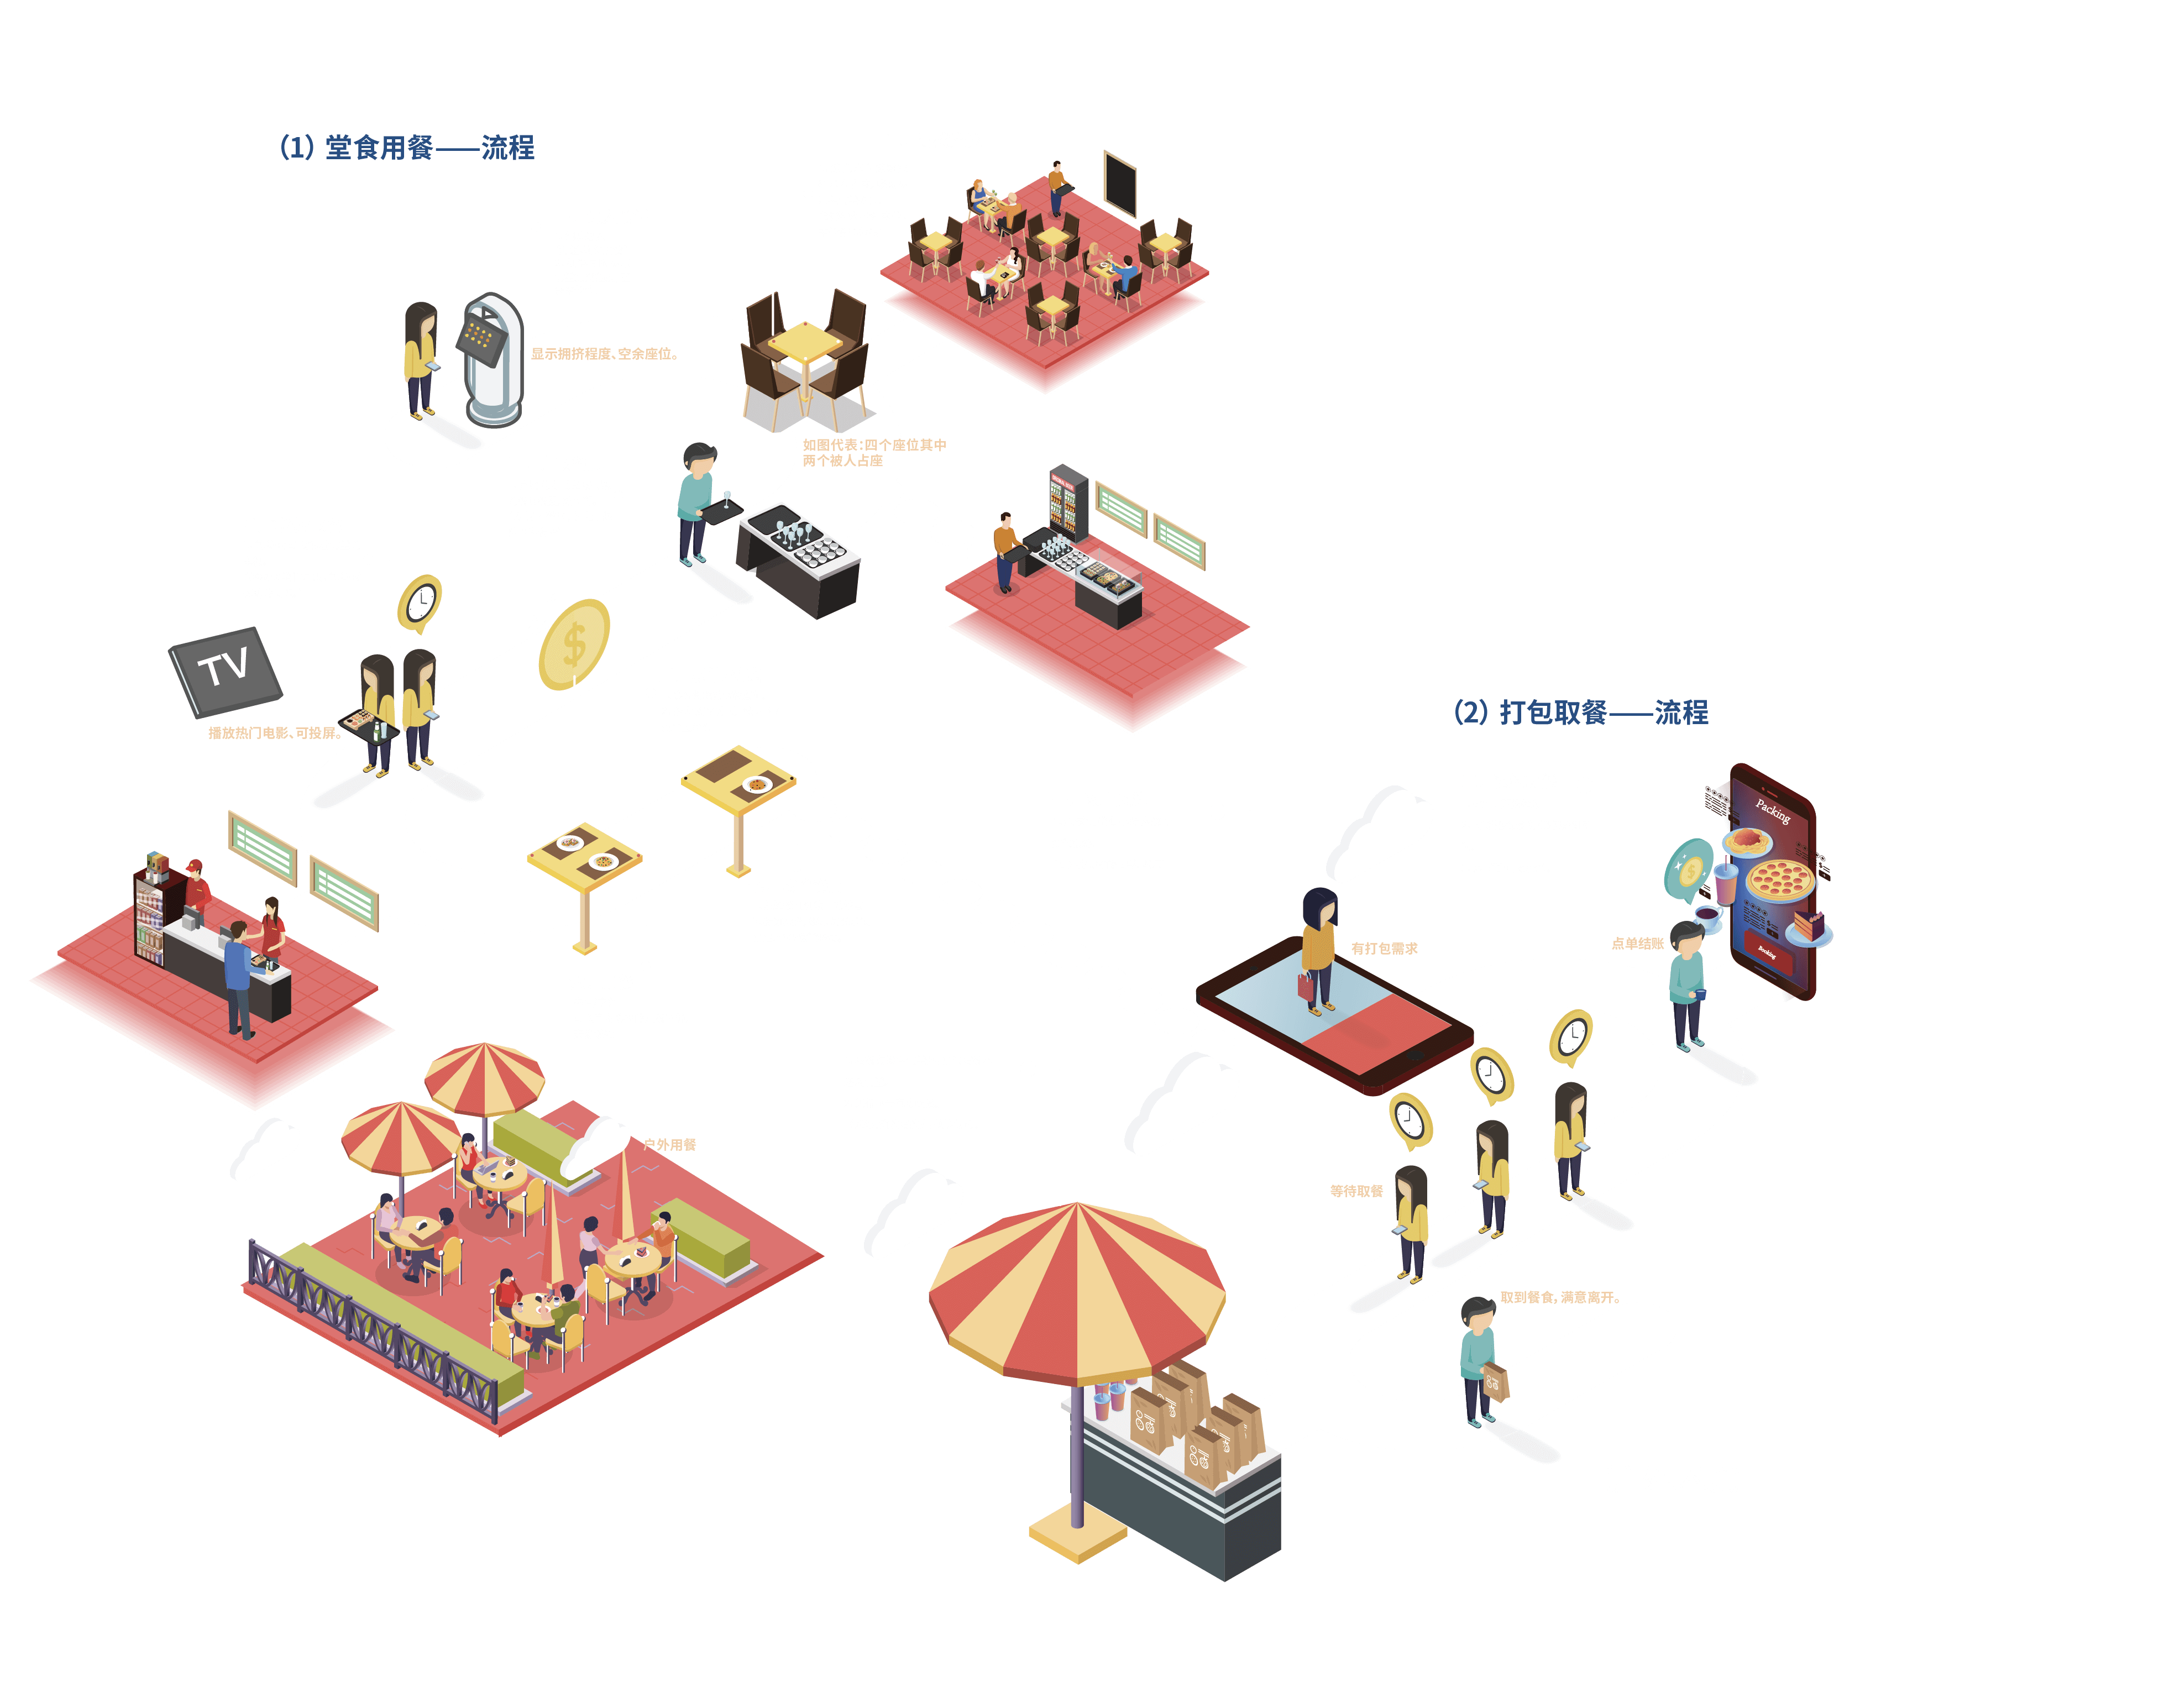 （1）堂食用餐——流程
显示拥挤程度、空余座位。
如图代表：四个座位其中
两个被人占座
TV
播放热门电影、可投屏。
户外用餐
（2）打包取餐——流程
Packing
点单结账
Booking
有打包需求
等待取餐
取到餐食，满意离开。